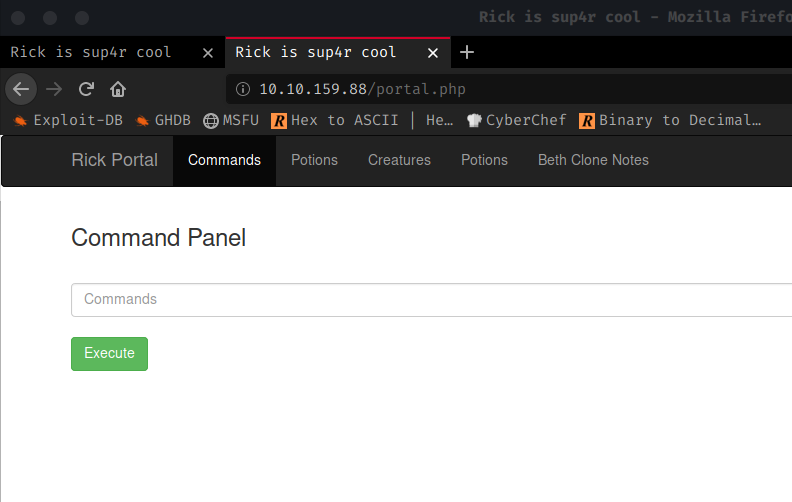 Rick is sup4r cool - Mozilla Firefo
Rick is sup4r cool × Rick is sup4r cool × +
10.10.159.88/portal.php
Exploit-DB GHDB MSFU Hex to ASCII | He… CyberChef Binary to Decimal…
Rick Portal Commands Potions Creatures Potions Beth Clone Notes
Command Panel
Commands
Execute